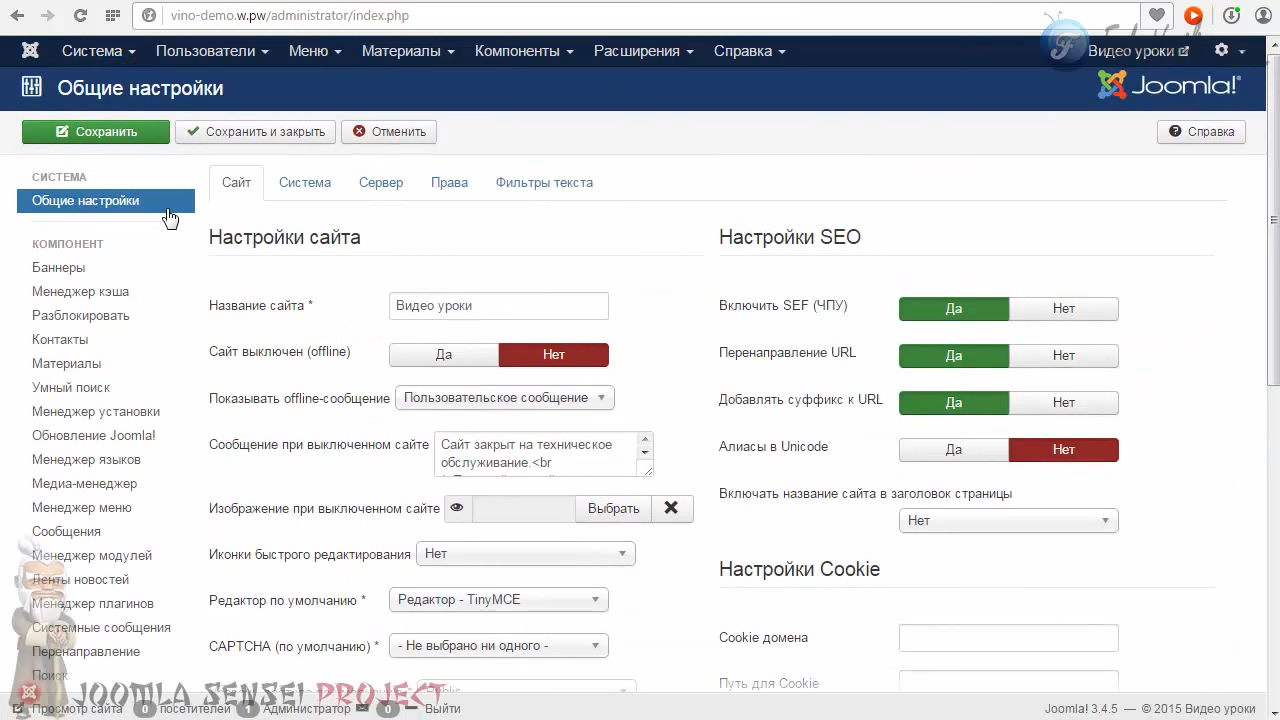 vino-demo.w.pw/administrator/index.php
Система Пользователи Меню Материалы Компоненты Расширения Справка Видео уроки
Общие настройки
Joomla!
Сохранить Сохранить и закрыть Отменить Справка
СИСТЕМА
Общие настройки
КОМПОНЕНТ
Баннеры
Менеджер кэша
Разблокировать
Контакты
Материалы
Умный поиск
Менеджер установки
Обновление Joomla!
Менеджер языков
Медиа-менеджер
Менеджер меню
Сообщения
Менеджер модулей
Ленты новостей
Менеджер плагинов
Системные сообщения
Перенаправление
Поиск
Сайт Система Сервер Права Фильтры текста
Настройки сайта
Название сайта * Видео уроки
Сайт выключен (offline) Да Нет
Показывать offline-сообщение Пользовательское сообщение
Сообщение при выключенном сайте Сайт закрыт на техническое
обслуживание.<br
Изображение при выключенном сайте Выбрать
Иконки быстрого редактирования Нет
Редактор по умолчанию * Редактор - TinyMCE
CAPTCHA (по умолчанию) * - Не выбрано ни одного -
Public
Настройки SEO
Включить SEF (ЧПУ) Да Нет
Перенаправление URL Да Нет
Добавлять суффикс к URL Да Нет
Алиасы в Unicode Да Нет
Включать название сайта в заголовок страницы
Нет
Настройки Cookie
Cookie домена
Путь для Cookie
JOOMLA SENSEI PROJECT
Просмотр сайта 0 посетителей 1 Администратор 0 Выйти
Joomla! 3.4.5 — © 2015 Видео уроки